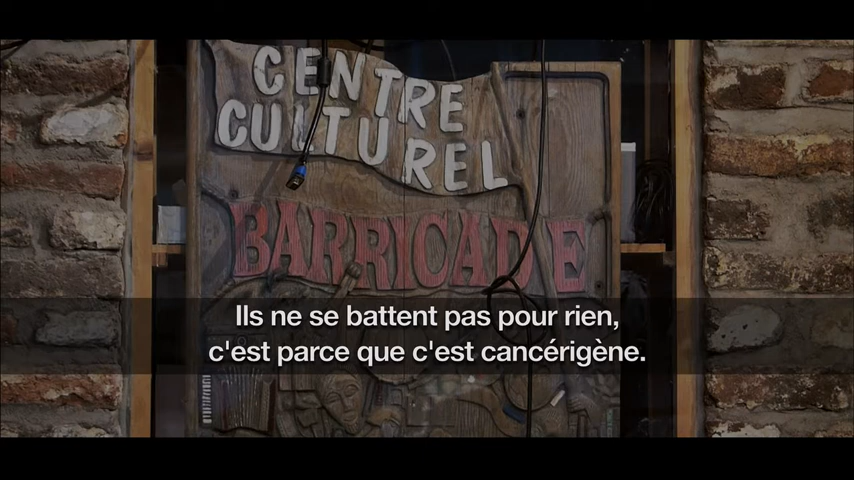 CENTRE
CULTUREL
BARRICADE
Ils ne se battent pas pour rien,
c'est parce que c'est cancérigène.